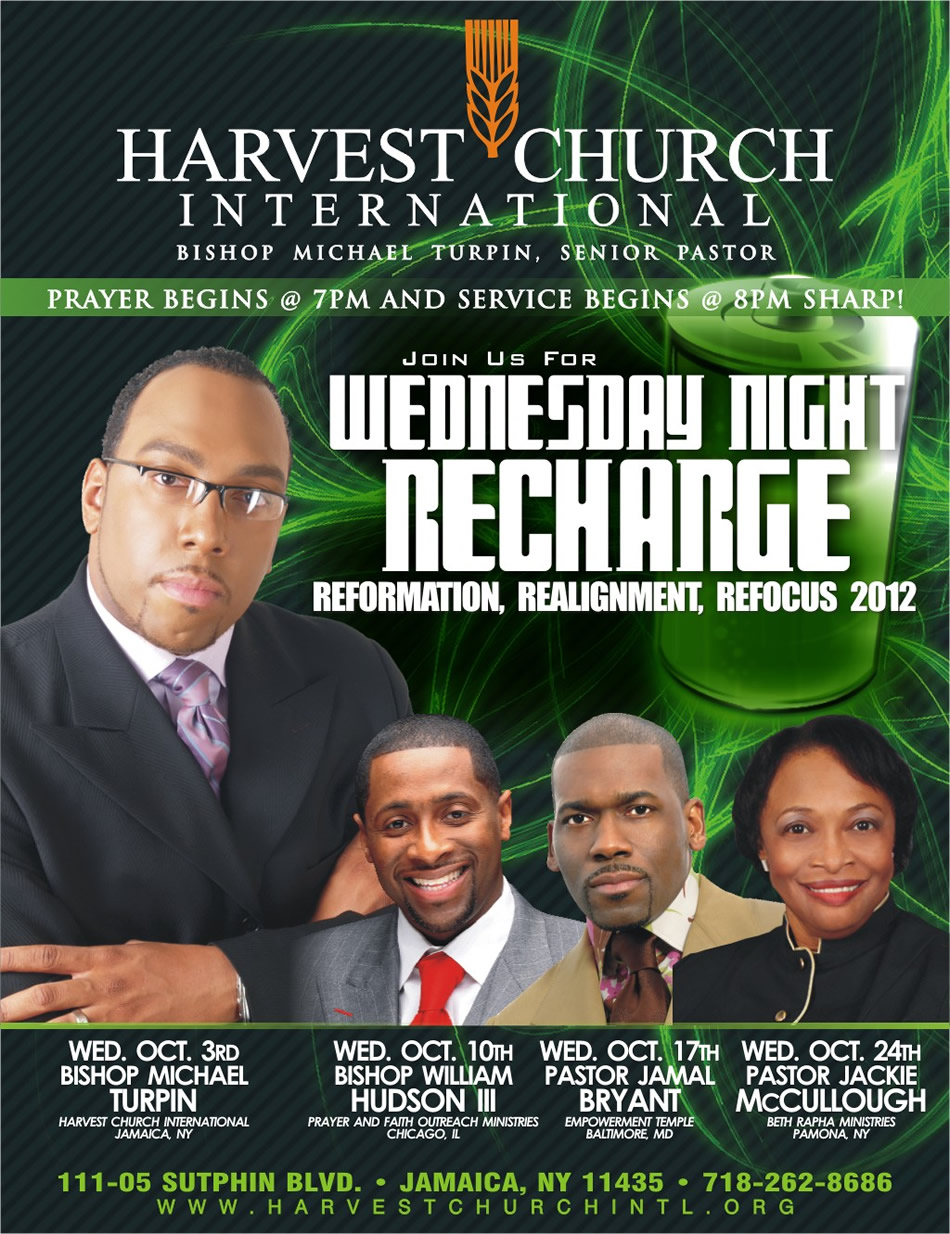 HARVEST CHURCH
INTERNATIONAL
BISHOP MICHAEL TURPIN, SENIOR PASTOR
PRAYER BEGINS @ 7PM AND SERVICE BEGINS @ 8PM SHARP!
JOIN US FOR
WEDNESDAY NIGHT
RECHARGE
REFORMATION, REALIGNMENT, REFOCUS 2012
WED. OCT. 3RD
BISHOP MICHAEL
TURPIN
HARVEST CHURCH INTERNATIONAL
JAMAICA, NY
WED. OCT. 10TH
BISHOP WILLIAM
HUDSON III
PRAYER AND FAITH OUTREACH MINISTRIES
CHICAGO, IL
WED. OCT. 17TH
PASTOR JAMAL
BRYANT
EMPOWERMENT TEMPLE
BALTIMORE, MD
WED. OCT. 24TH
PASTOR JACKIE
McCULLOUGH
BETH RAPHA MINISTRIES
PAMONA, NY
111-05 SUTPHIN BLVD. • JAMAICA, NY 11435 • 718-262-8686
WWW.HARVESTCHURCHINTL.ORG